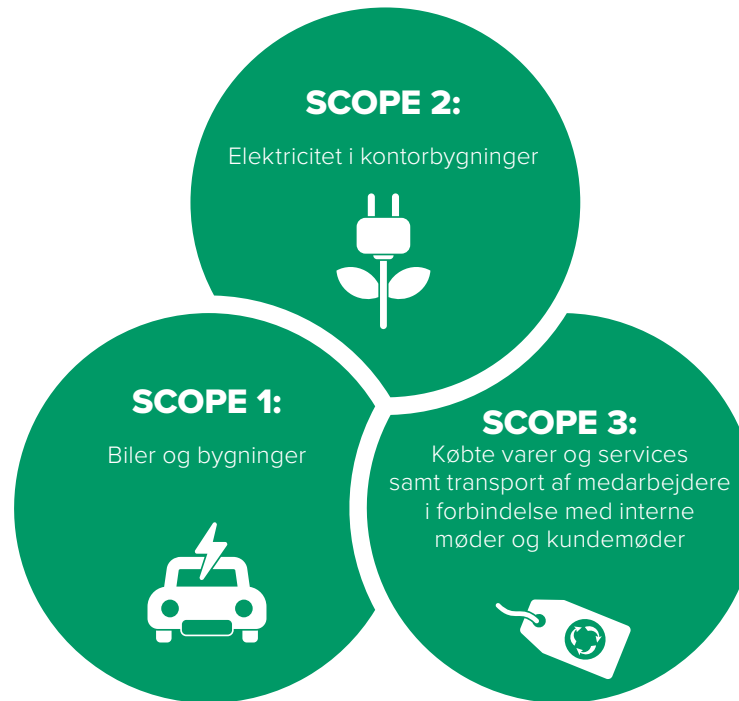 SCOPE 2:
Elektricitet i kontorbygninger
SCOPE 1:
Biler og bygninger
SCOPE 3:
Købte varer og services
samt transport af medarbejdere
i forbindelse med interne
møder og kundemøder